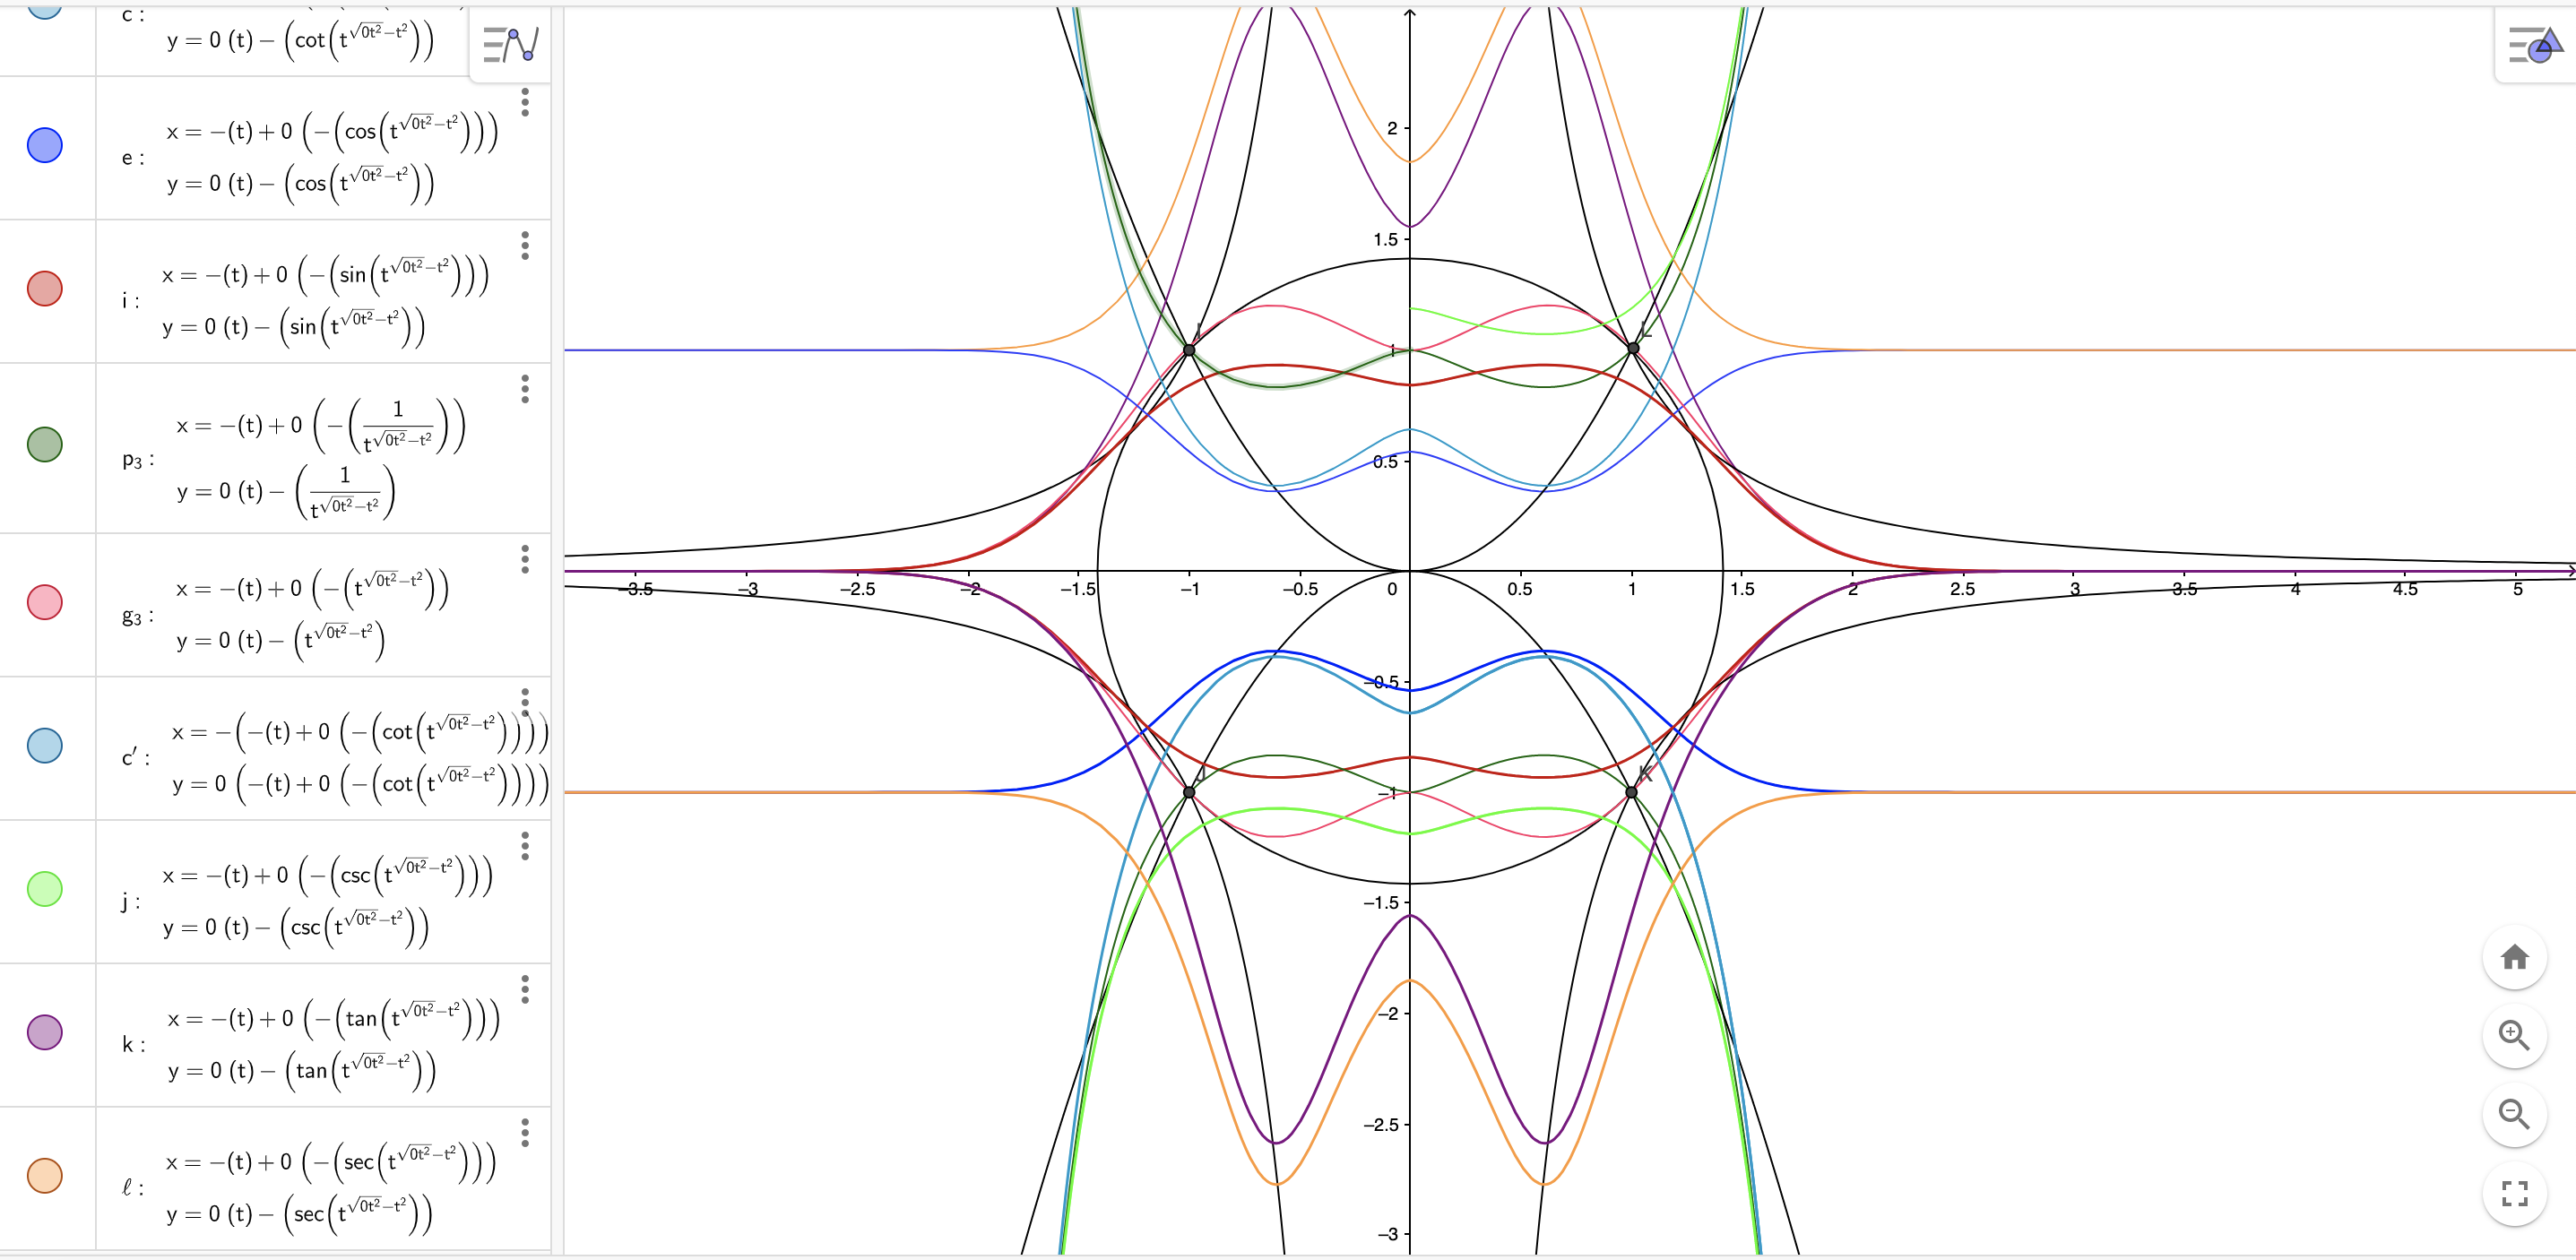 c :
y = 0 (t) − (cot(t^(√(0t²)−t²)))
e :
x = −(t) + 0 (−(cos(t^(√(0t²)−t²))))
y = 0 (t) − (cos(t^(√(0t²)−t²)))
i :
x = −(t) + 0 (−(sin(t^(√(0t²)−t²))))
y = 0 (t) − (sin(t^(√(0t²)−t²)))
p₃ :
x = −(t) + 0 (−(1/t^(√(0t²)−t²)))
y = 0 (t) − (1/t^(√(0t²)−t²))
g₃ :
x = −(t) + 0 (−(t^(√(0t²)−t²)))
y = 0 (t) − (t^(√(0t²)−t²))
c′ :
x = −(−(t) + 0 (−(cot(t^(√(0t²)−t²)))))
y = 0 (−(t) + 0 (−(cot(t^(√(0t²)−t²)))))
j :
x = −(t) + 0 (−(csc(t^(√(0t²)−t²))))
y = 0 (t) − (csc(t^(√(0t²)−t²)))
k :
x = −(t) + 0 (−(tan(t^(√(0t²)−t²))))
y = 0 (t) − (tan(t^(√(0t²)−t²)))
ℓ :
x = −(t) + 0 (−(sec(t^(√(0t²)−t²))))
y = 0 (t) − (sec(t^(√(0t²)−t²)))
2
1.5
L
1
0.5
−3.5 −3 −2.5 −2 −1.5 −1 −0.5 0 0.5 1 1.5 2 2.5 3 3.5 4 4.5 5
−0.5
J K
−1
−1.5
−2
−2.5
−3